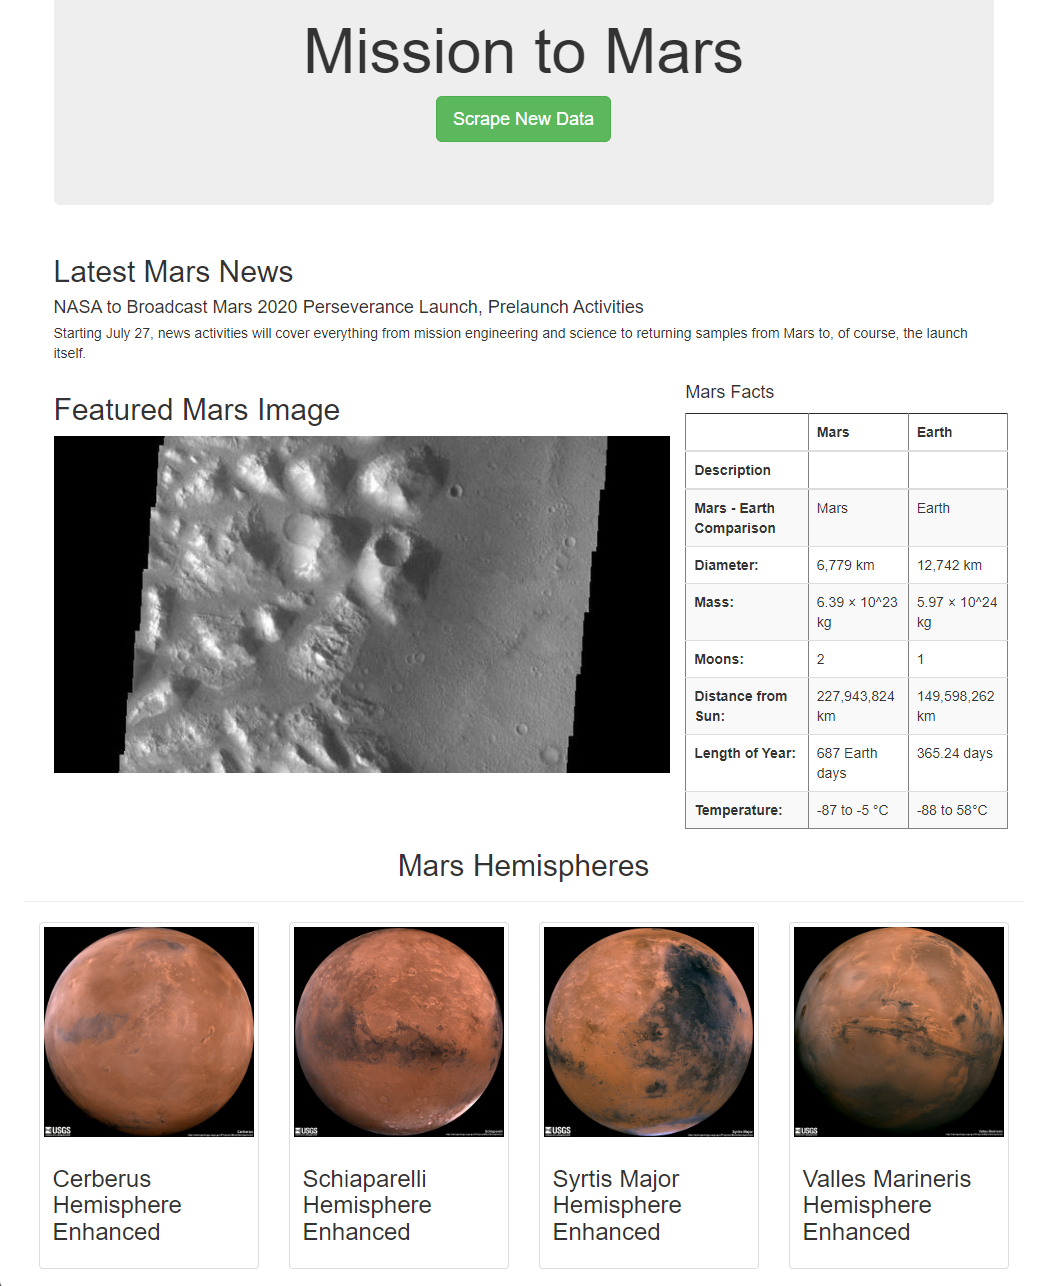 Mission to Mars
Scrape New Data
Latest Mars News
NASA to Broadcast Mars 2020 Perseverance Launch, Prelaunch Activities
Starting July 27, news activities will cover everything from mission engineering and science to returning samples from Mars to, of course, the launch
itself.
Featured Mars Image
Mars Facts
Mars Earth
Description
Mars - Earth Comparison Mars Earth
Diameter: 6,779 km 12,742 km
Mass: 6.39 × 10^23 kg 5.97 × 10^24 kg
Moons: 2 1
Distance from Sun: 227,943,824 km 149,598,262 km
Length of Year: 687 Earth days 365.24 days
Temperature: -87 to -5 °C -88 to 58°C
Mars Hemispheres
USGS Cerberus
USGS Schiaparelli
USGS Syrtis Major
USGS Valles Marineris
Cerberus
Hemisphere
Enhanced
Schiaparelli
Hemisphere
Enhanced
Syrtis Major
Hemisphere
Enhanced
Valles Marineris
Hemisphere
Enhanced